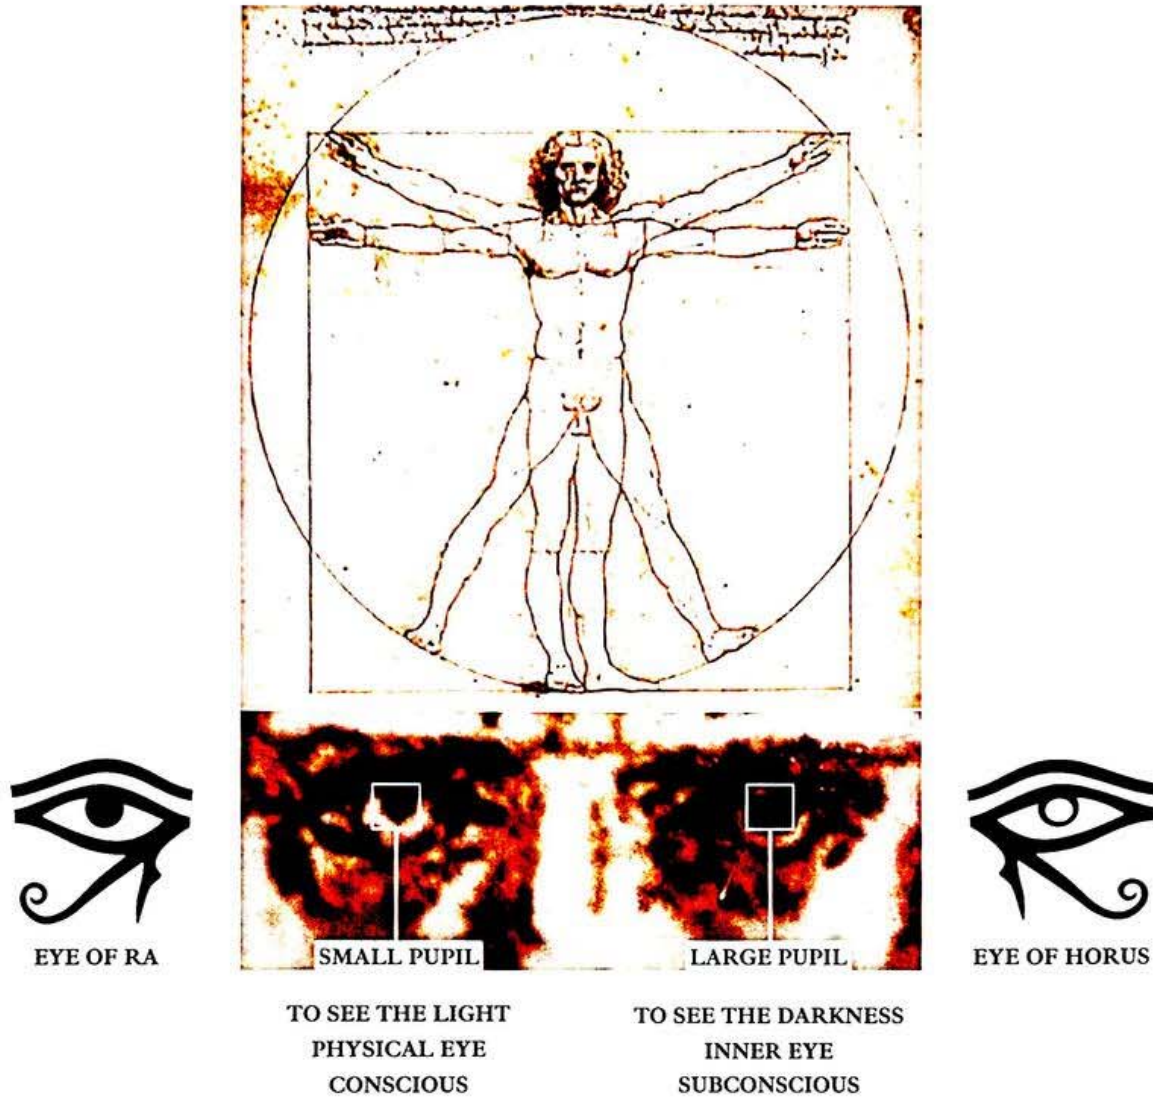 SMALL PUPIL
LARGE PUPIL
EYE OF RA
EYE OF HORUS
TO SEE THE LIGHT
PHYSICAL EYE
CONSCIOUS
TO SEE THE DARKNESS
INNER EYE
SUBCONSCIOUS